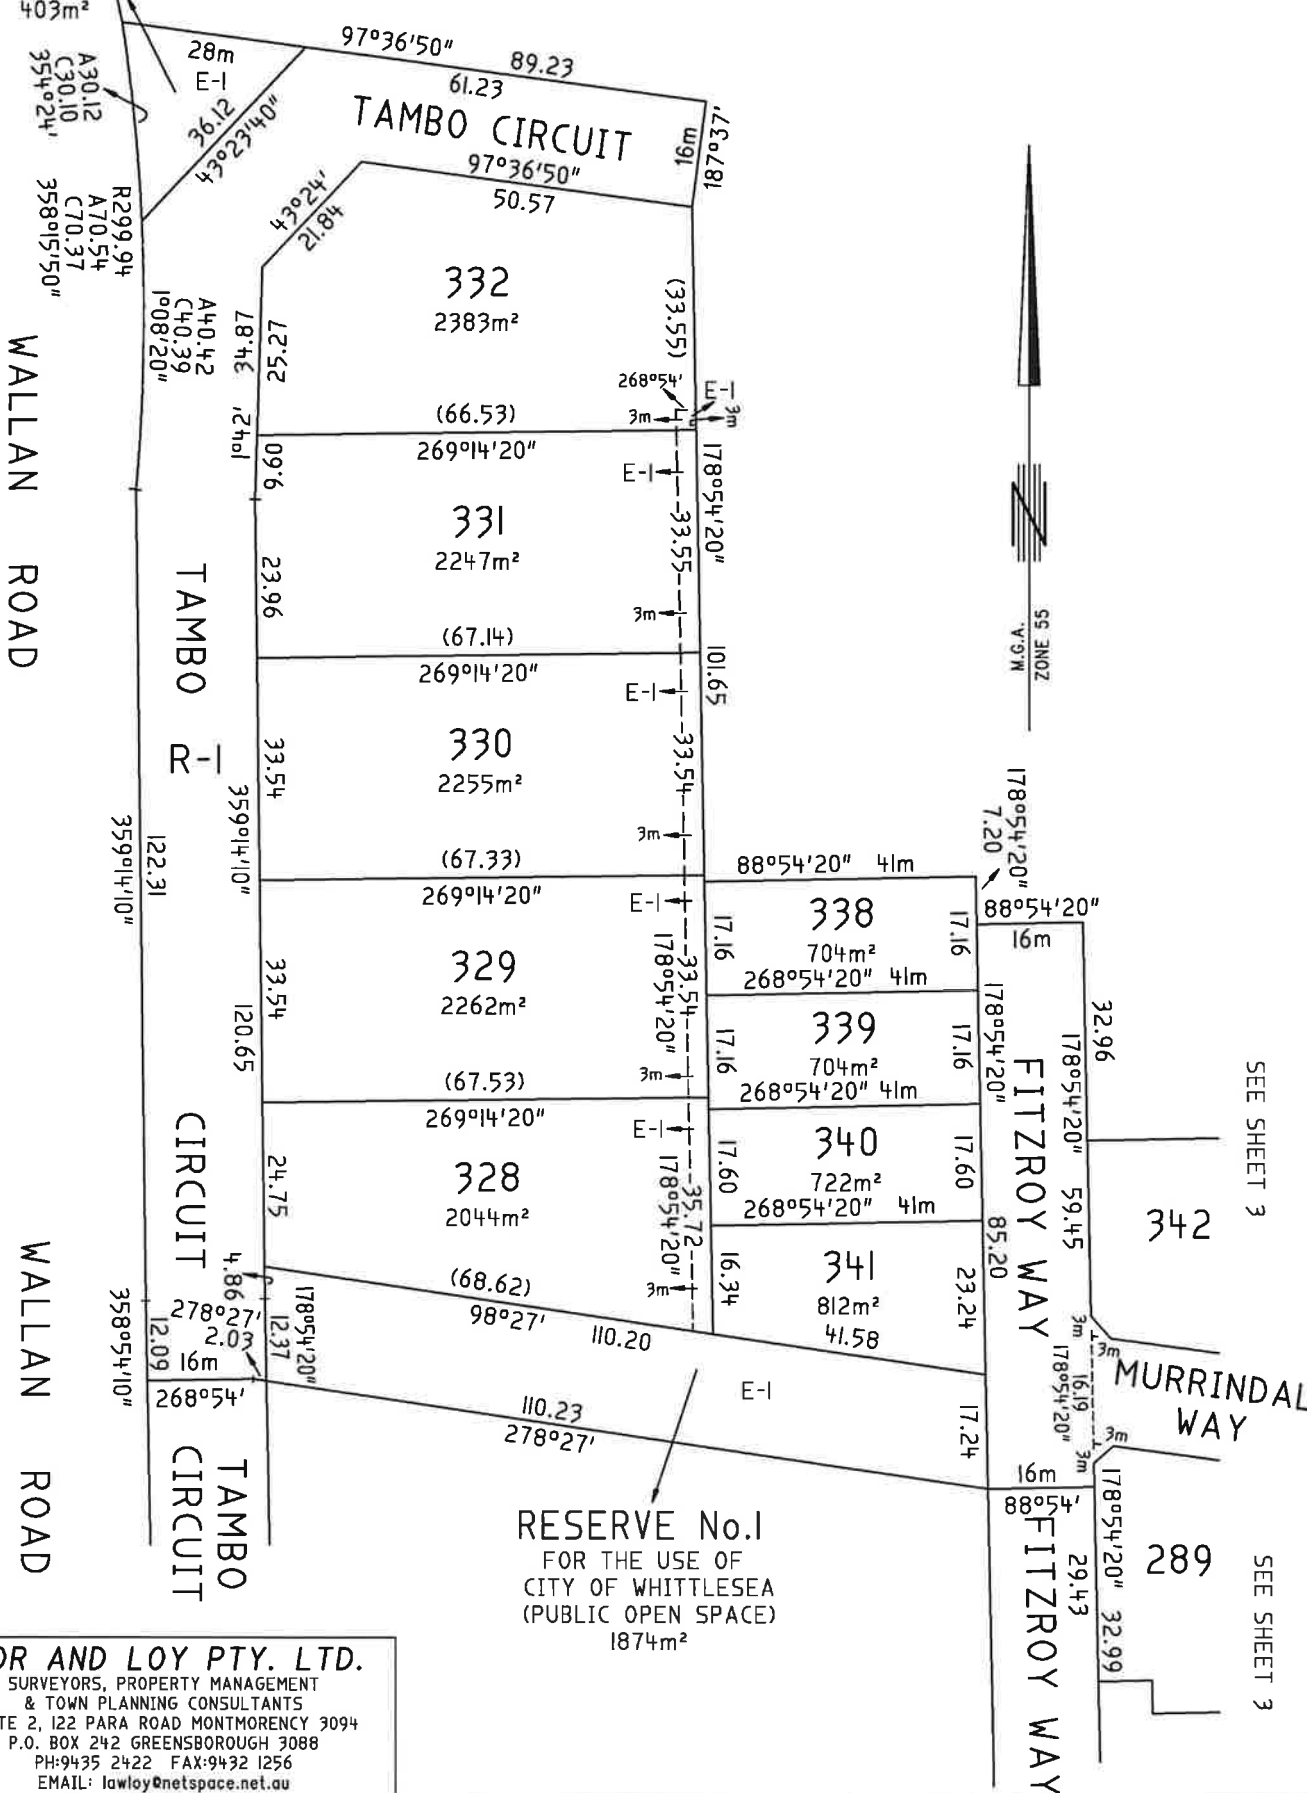 403m²
97°36'50"
89.23
28m
E-1
61.23
36.12
43°23'40"
A30.12
C30.10
354°24'
TAMBO CIRCUIT
16m
187°37'
97°36'50"
50.57
43°24'
21.84
R299.94
A70.54
C70.37
358°15'50"
A40.42
C40.39
1°08'20"
34.87
25.27
1°42'
332
2383m²
(33.55)
268°54'
E-1
3m
3m
(66.53)
269°14'20"
9.60
E-1
178°54'20"
331
2247m²
33.55
23.96
3m
(67.14)
269°14'20"
101.65
E-1
WALLAN ROAD
TAMBO
R-1
330
2255m²
33.54
33.54
359°14'10"
3m
(67.33)
269°14'20"
E-1
122.31
359°14'10"
329
2262m²
33.54
33.54
178°54'20"
120.65
3m
(67.53)
269°14'20"
E-1
CIRCUIT
328
2044m²
24.75
35.72
178°54'20"
3m
(68.62)
98°27'
110.20
4.86
278°27'
2.03
12.37
178°54'20"
16m
268°54'
12.09
358°54'10"
WALLAN ROAD
TAMBO
CIRCUIT
ZONE 55
M.G.A.
N
178°54'20"
7.20
88°54'20" 41m
88°54'20"
16m
338
704m²
17.16
17.16
268°54'20" 41m
339
704m²
17.16
17.16
178°54'20"
268°54'20" 41m
340
722m²
17.60
17.60
268°54'20" 41m
341
812m²
16.34
23.24
41.58
85.20
FITZROY WAY
32.96
178°54'20"
59.45
SEE SHEET 3
342
3m
3m
16.19
178°54'20"
3m
3m
MURRINDAL
WAY
E-1
110.23
278°27'
17.24
16m
88°54'
RESERVE No.1
FOR THE USE OF
CITY OF WHITTLESEA
(PUBLIC OPEN SPACE)
1874m²
FITZROY WAY
178°54'20" 32.99
29.43
289
SEE SHEET 3
OR AND LOY PTY. LTD.
SURVEYORS, PROPERTY MANAGEMENT
& TOWN PLANNING CONSULTANTS
TE 2, 122 PARA ROAD MONTMORENCY 3094
P.O. BOX 242 GREENSBOROUGH 3088
PH:9435 2422 FAX:9432 1256
EMAIL: lawloy@netspace.net.au